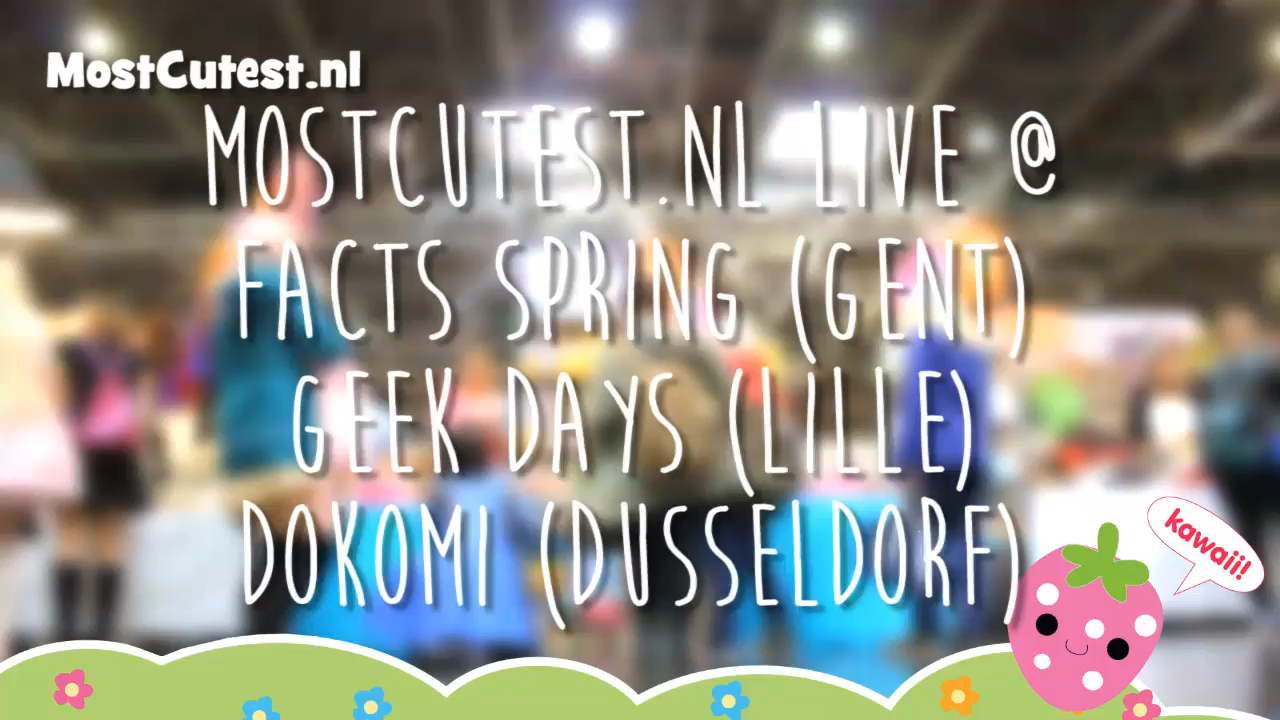 MostCutest.nl
MOSTCUTEST.NL LIVE @
FACTS SPRING (GENT)
GEEK DAYS (LILLE)
DOKOMI (DUSSELDORF)
kawaii!